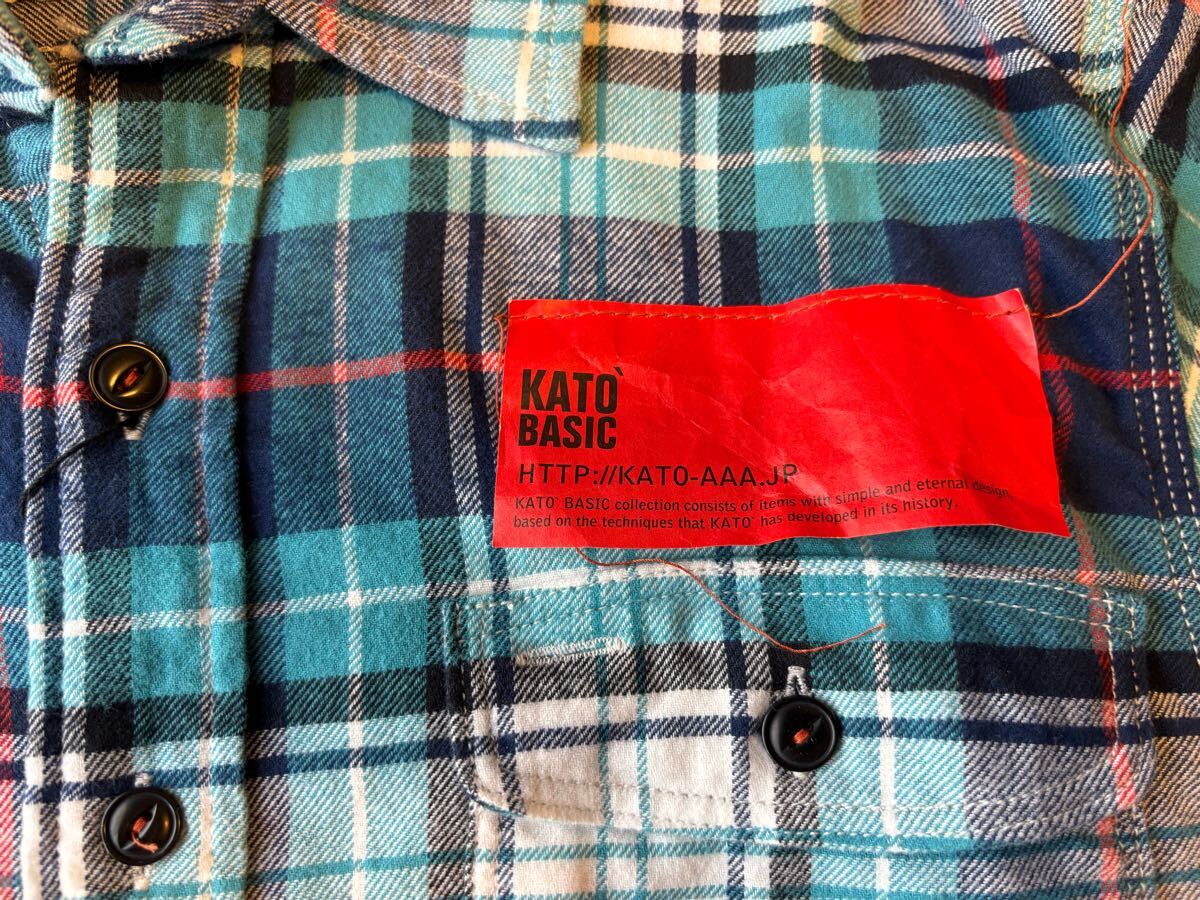 KATO`
BASIC
HTTP://KATO-AAA.JP
KATO` BASIC collection consists of items with simple and eternal design,
based on the techniques that KATO` has developed in its history.